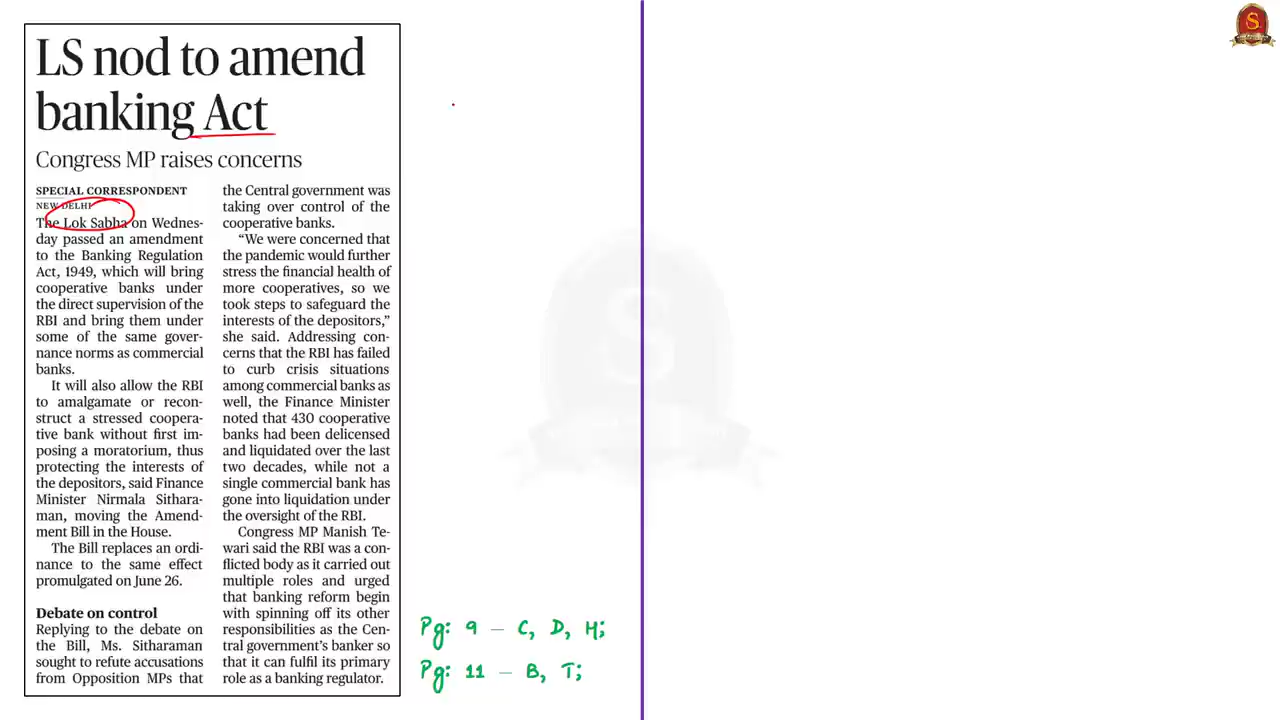 LS nod to amend
banking Act
Congress MP raises concerns
SPECIAL CORRESPONDENT
NEW DELHI
The Lok Sabha on Wednes-
day passed an amendment
to the Banking Regulation
Act, 1949, which will bring
cooperative banks under
the direct supervision of the
RBI and bring them under
some of the same gover-
nance norms as commercial
banks.
It will also allow the RBI
to amalgamate or recon-
struct a stressed coopera-
tive bank without first im-
posing a moratorium, thus
protecting the interests of
the depositors, said Finance
Minister Nirmala Sithara-
man, moving the Amend-
ment Bill in the House.
The Bill replaces an ordi-
nance to the same effect
promulgated on June 26.
Debate on control
Replying to the debate on
the Bill, Ms. Sitharaman
sought to refute accusations
from Opposition MPs that
the Central government was
taking over control of the
cooperative banks.
“We were concerned that
the pandemic would further
stress the financial health of
more cooperatives, so we
took steps to safeguard the
interests of the depositors,”
she said. Addressing con-
cerns that the RBI has failed
to curb crisis situations
among commercial banks as
well, the Finance Minister
noted that 430 cooperative
banks had been delicensed
and liquidated over the last
two decades, while not a
single commercial bank has
gone into liquidation under
the oversight of the RBI.
Congress MP Manish Te-
wari said the RBI was a con-
flicted body as it carried out
multiple roles and urged
that banking reform begin
with spinning off its other
responsibilities as the Cen-
tral government’s banker so
that it can fulfil its primary
role as a banking regulator.
Pg: 9 – C, D, H;
Pg: 11 – B, T;
S